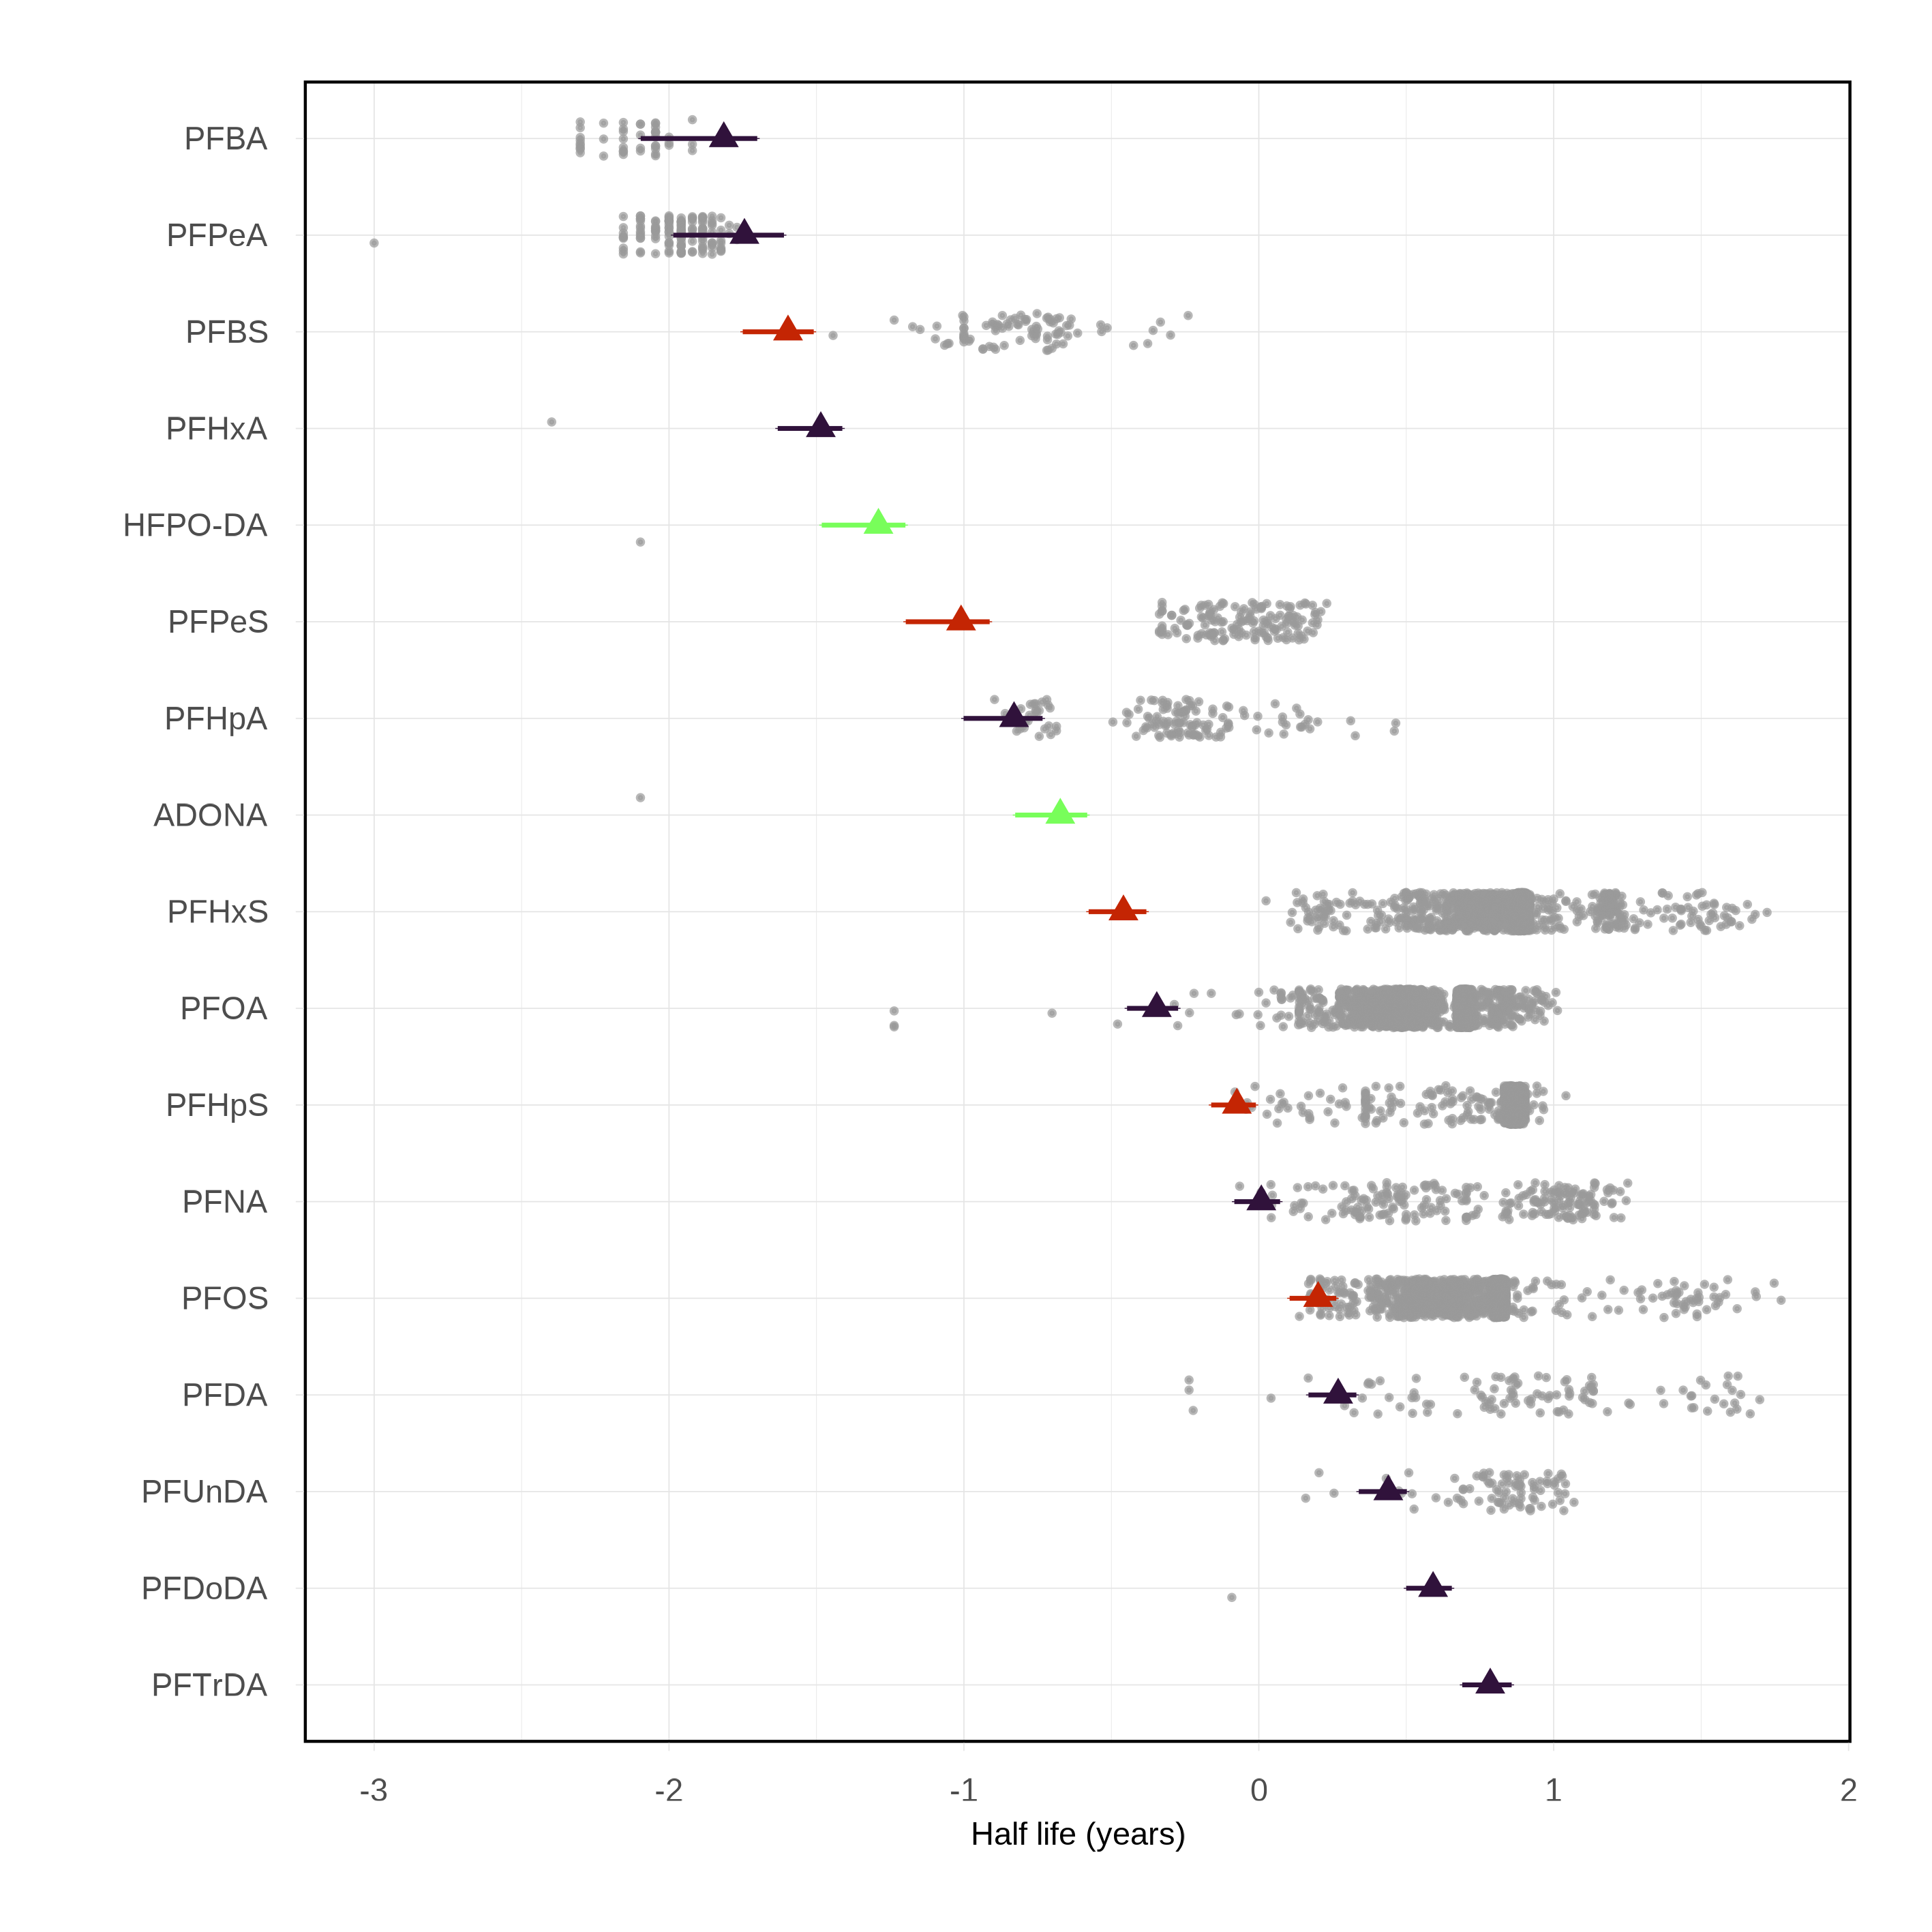 PFBA
PFPeA
PFBS
PFHxA
HFPO-DA
PFPeS
PFHpA
ADONA
PFHxS
PFOA
PFHpS
PFNA
PFOS
PFDA
PFUnDA
PFDoDA
PFTrDA
-3 -2 -1 0 1 2
Half life (years)